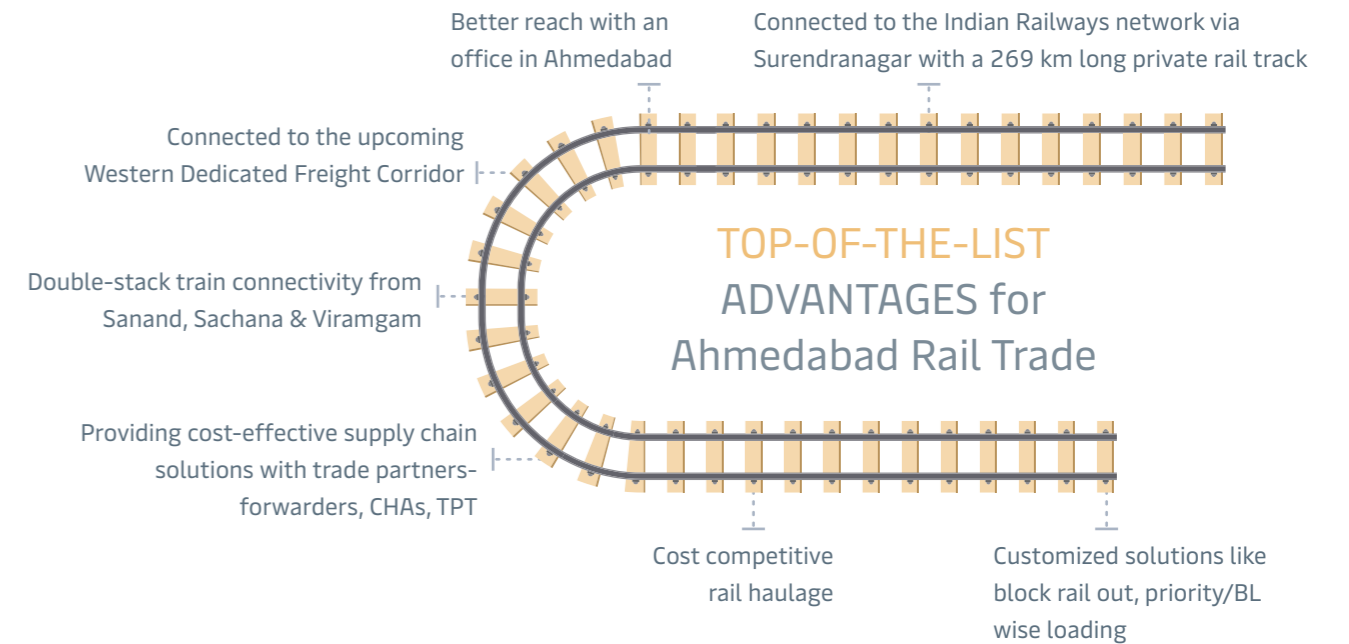 Better reach with an
office in Ahmedabad
Connected to the Indian Railways network via
Surendranagar with a 269 km long private rail track
Connected to the upcoming
Western Dedicated Freight Corridor
TOP-OF-THE-LIST
ADVANTAGES for
Ahmedabad Rail Trade
Double-stack train connectivity from
Sanand, Sachana & Viramgam
Providing cost-effective supply chain
solutions with trade partners-
forwarders, CHAs, TPT
Cost competitive
rail haulage
Customized solutions like
block rail out, priority/BL
wise loading